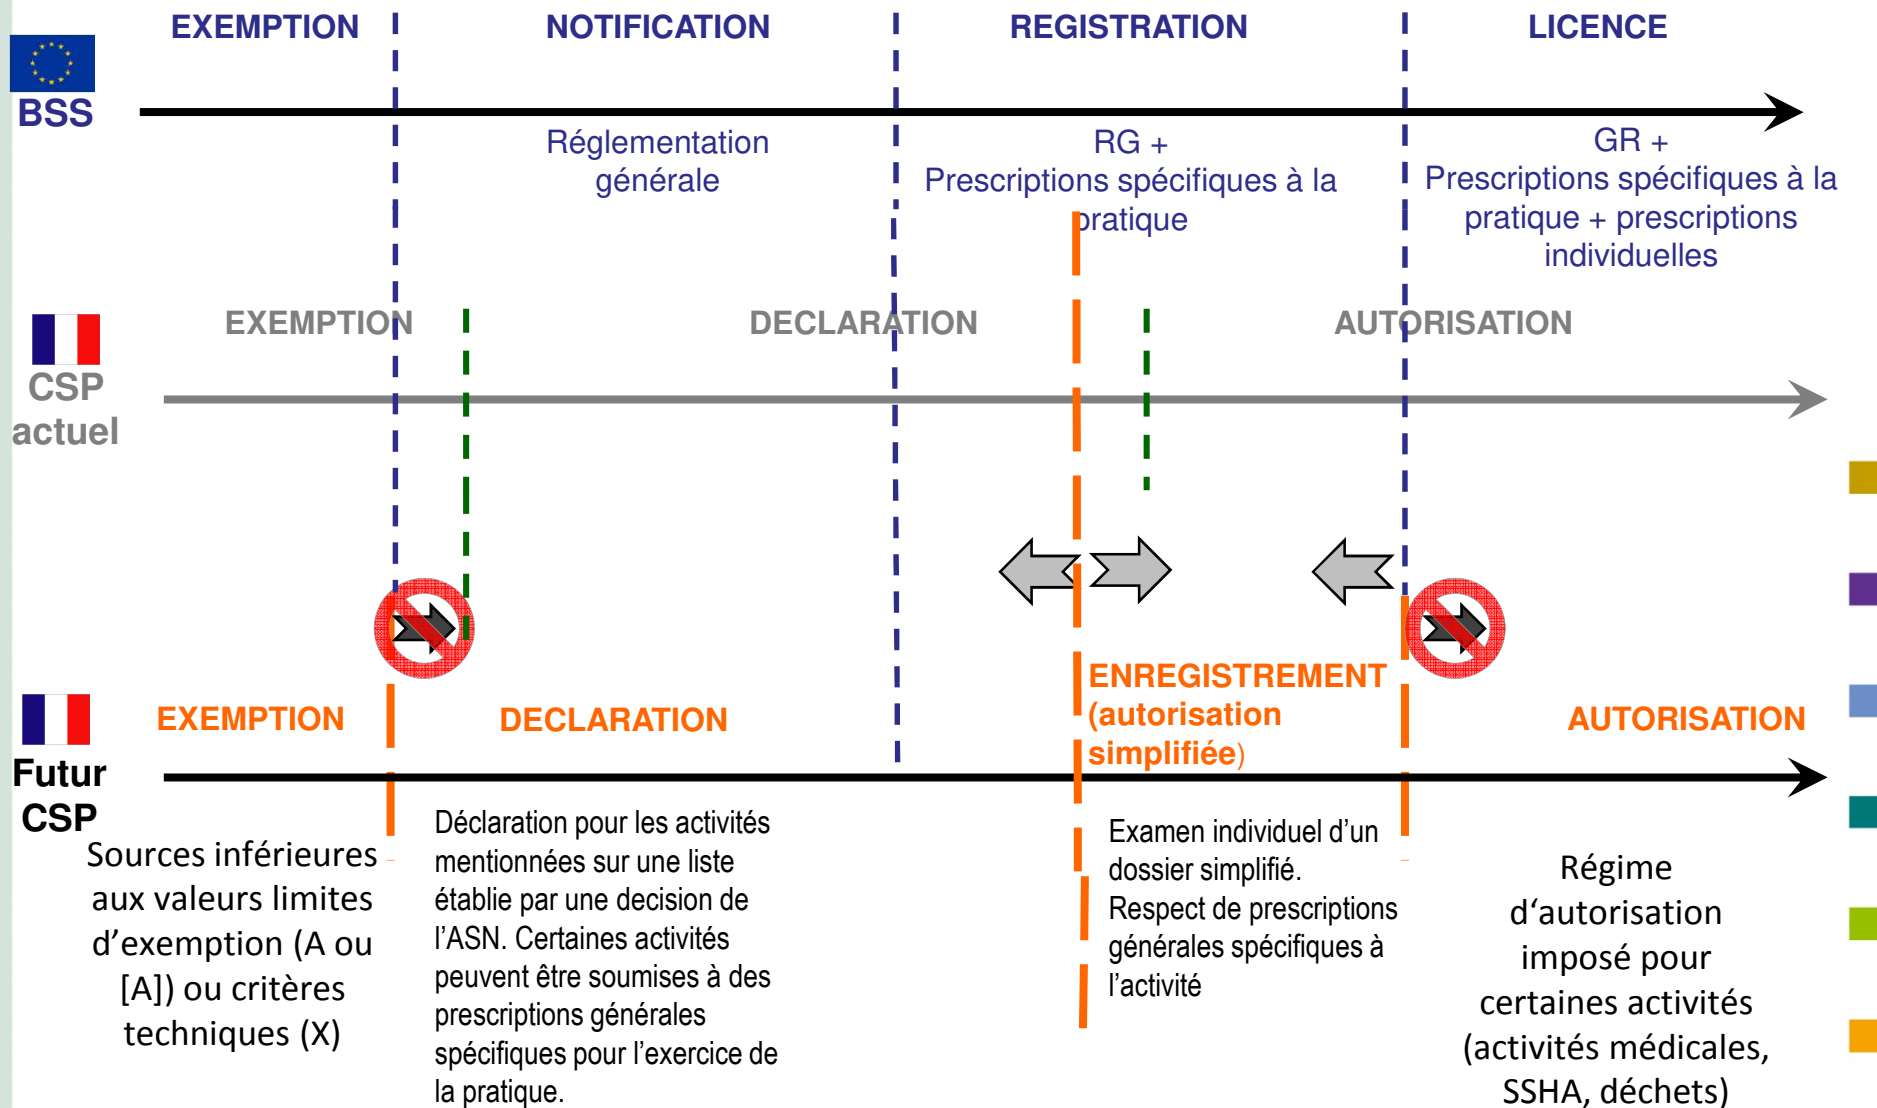 EXEMPTION
NOTIFICATION
REGISTRATION
LICENCE
BSS
Réglementation
générale
RG +
Prescriptions spécifiques à la
pratique
GR +
Prescriptions spécifiques à la
pratique + prescriptions
individuelles
EXEMPTION
DECLARATION
AUTORISATION
CSP
actuel
EXEMPTION
DECLARATION
ENREGISTREMENT
(autorisation
simplifiée)
AUTORISATION
Futur
CSP
Sources inférieures
aux valeurs limites
d'exemption (A ou
[A]) ou critères
techniques (X)
Déclaration pour les activités
mentionnées sur une liste
établie par une decision de
l'ASN. Certaines activités
peuvent être soumises à des
prescriptions générales
spécifiques pour l'exercice de
la pratique.
Examen individuel d'un
dossier simplifié.
Respect de prescriptions
générales spécifiques à
l'activité
Régime
d‘autorisation
imposé pour
certaines activités
(activités médicales,
SSHA, déchets)